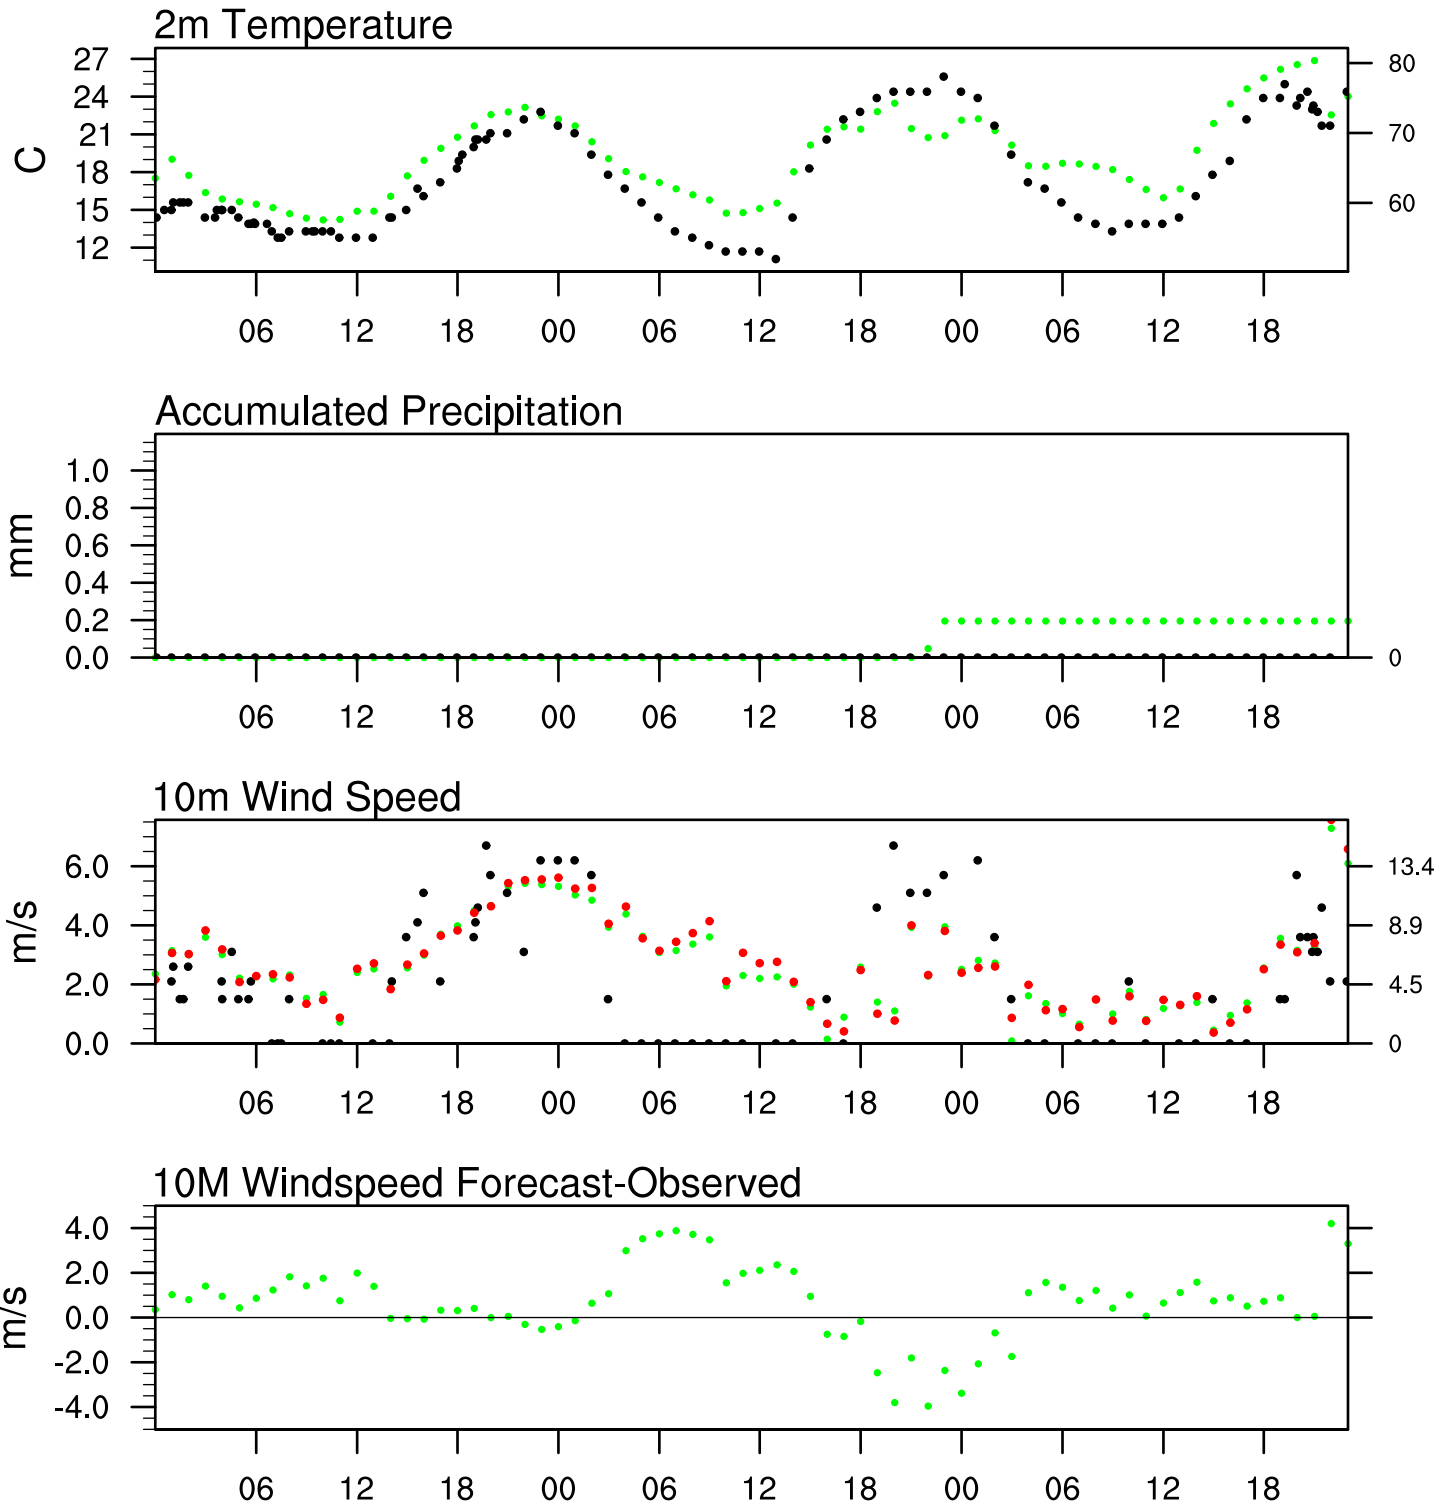 2m Temperature
27
24
21
18
15
12
C
80
70
60
06 12 18 00 06 12 18 00 06 12 18
Accumulated Precipitation
1.0
0.8
0.6
0.4
0.2
0.0
mm
0
06 12 18 00 06 12 18 00 06 12 18
10m Wind Speed
6.0
4.0
2.0
0.0
m/s
13.4
8.9
4.5
0
06 12 18 00 06 12 18 00 06 12 18
10M Windspeed Forecast-Observed
4.0
2.0
0.0
-2.0
-4.0
m/s
06 12 18 00 06 12 18 00 06 12 18